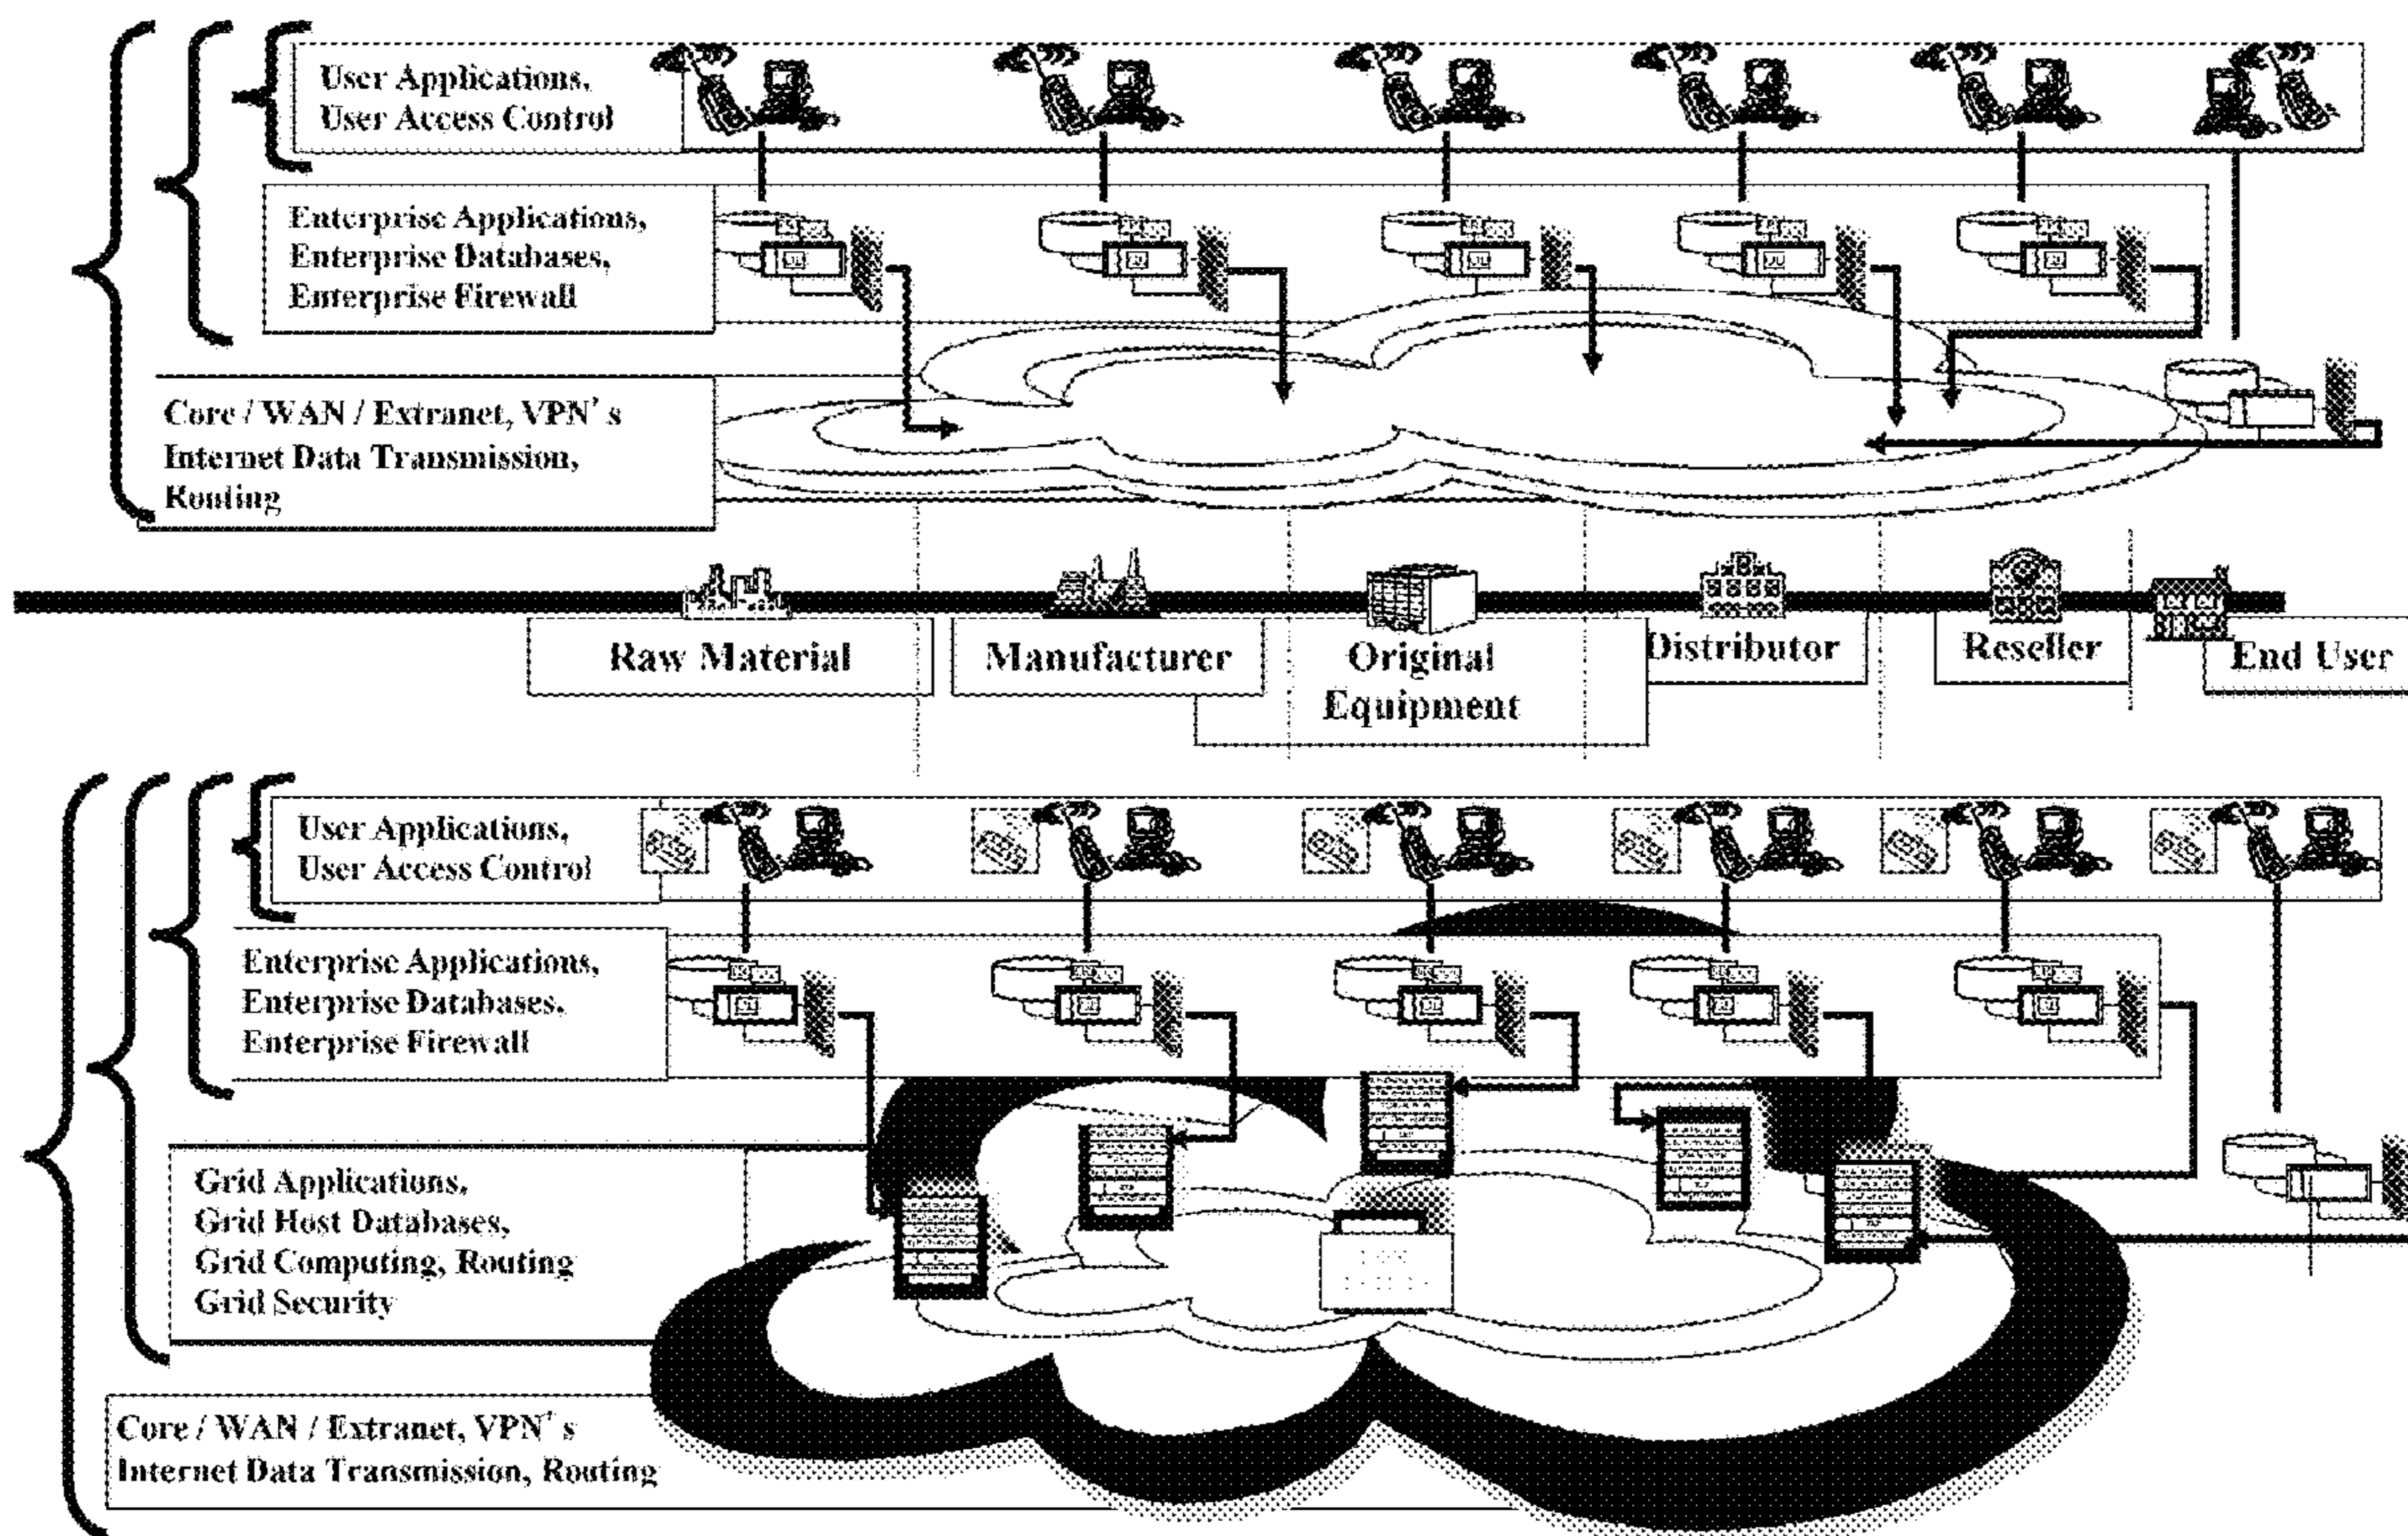 User Applications,
User Access Control
Enterprise Applications,
Enterprise Databases,
Enterprise Firewall
Core / WAN / Extranet, VPN's
Internet Data Transmission,
Routing
Raw Material
Manufacturer
Original
Equipment
Distributor
Reseller
End User
User Applications,
User Access Control
Enterprise Applications,
Enterprise Databases,
Enterprise Firewall
Grid Applications,
Grid Host Databases,
Grid Computing, Routing
Grid Security
Core / WAN / Extranet, VPN's
Internet Data Transmission, Routing